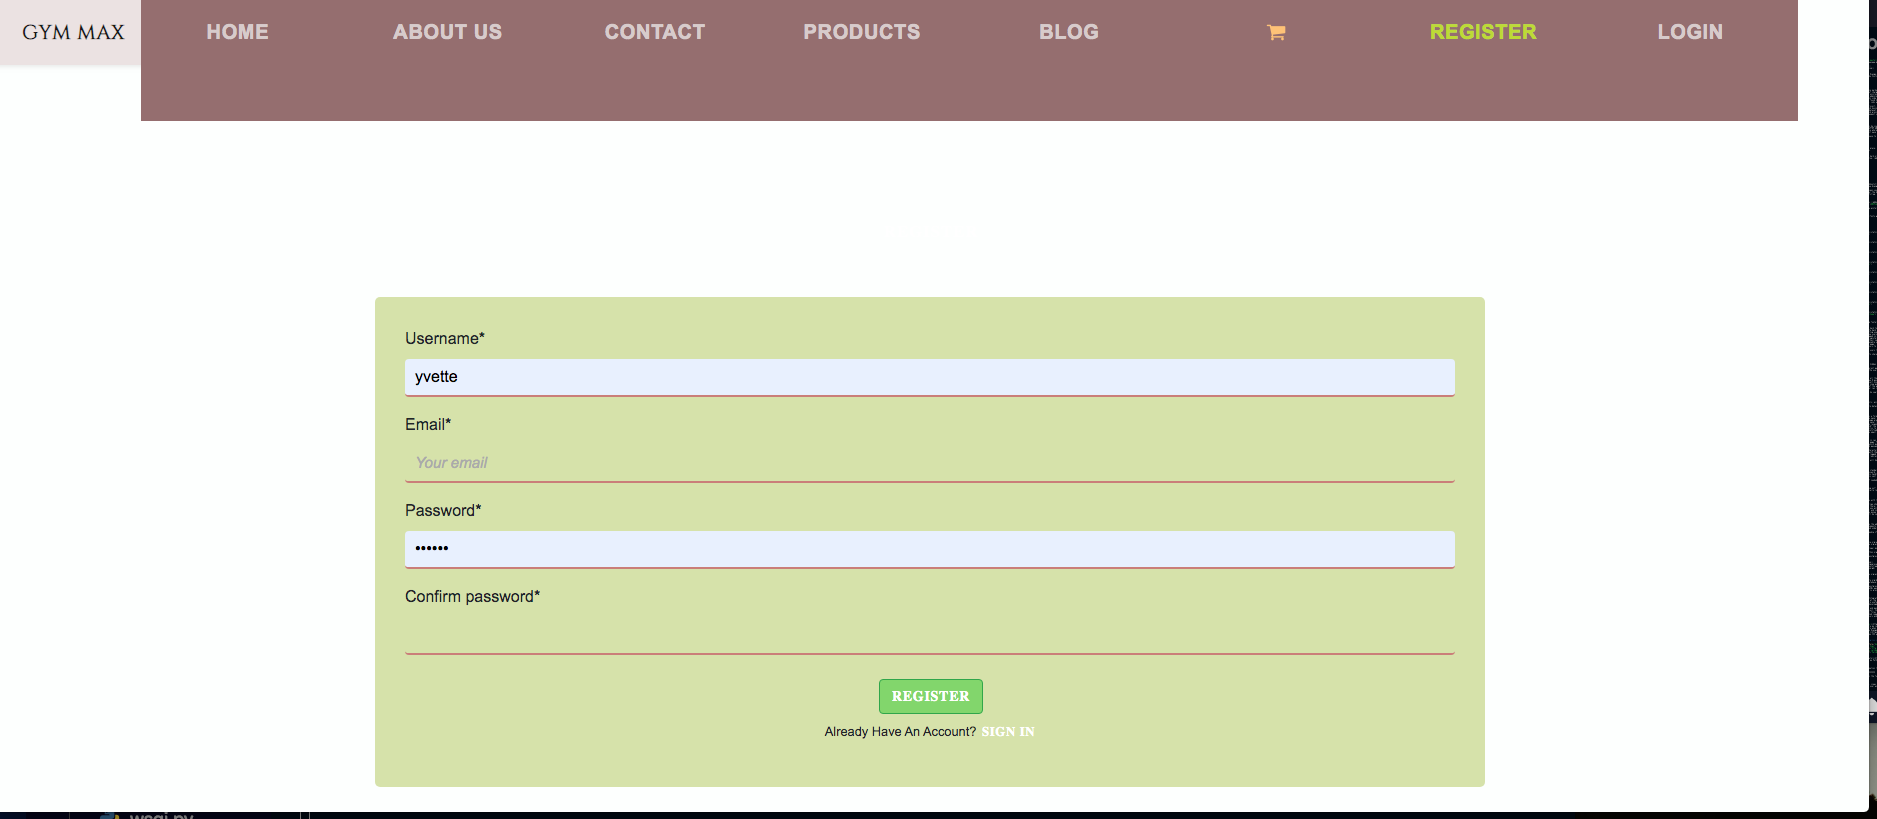 GYM MAX HOME ABOUT US CONTACT PRODUCTS BLOG REGISTER LOGIN
Username*
yvette
Email*
Your email
Password*
••••••
Confirm password*
REGISTER
Already Have An Account? SIGN IN